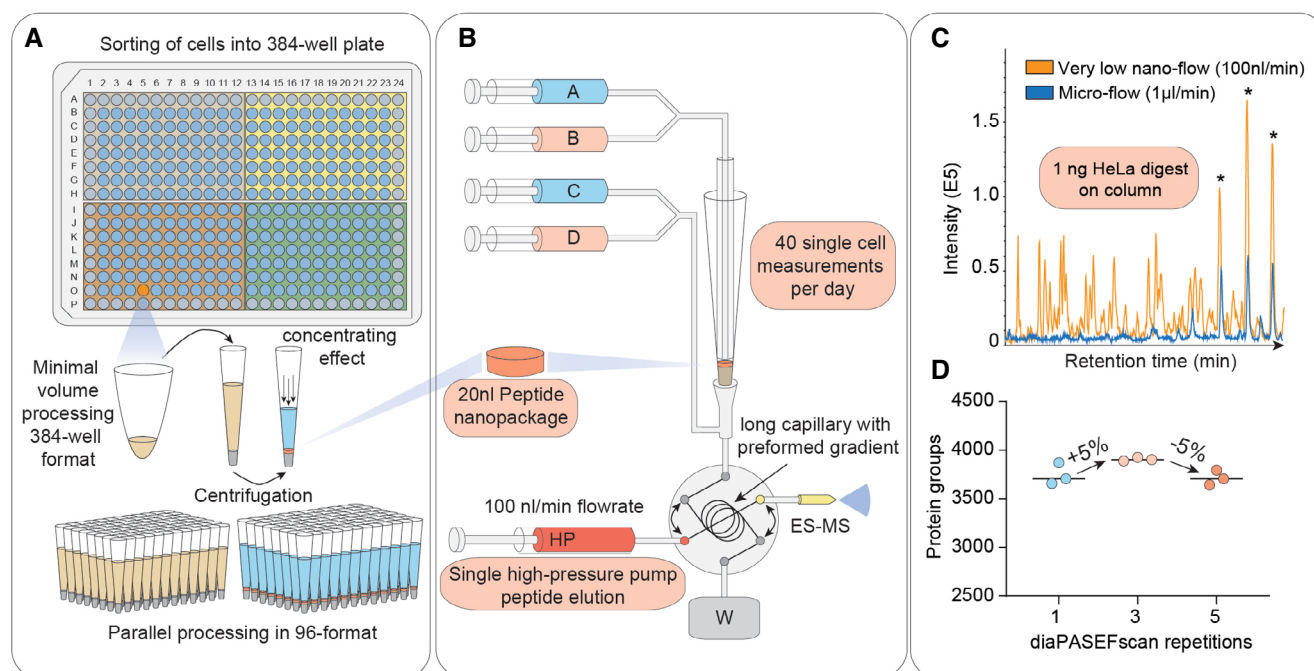 A
Sorting of cells into 384-well plate
1 2 3 4 5 6 7 8 9 10 11 12 13 14 15 16 17 18 19 20 21 22 23 24
A
B
C
D
E
F
G
H
I
J
K
L
M
N
O
P
concentrating
effect
Minimal
volume
processing
384-well
format
Centrifugation
Parallel processing in 96-format
B
A
B
C
D
40 single cell
measurements
per day
20nl Peptide
nanopackage
long capillary with
preformed gradient
100 nl/min flowrate
HP
ES-MS
Single high-pressure pump
peptide elution
W
C
Very low nano-flow (100nl/min)
Micro-flow (1µl/min)
1 ng HeLa digest
on column
* * *
Intensity (E5)
1.5
1.0
0.5
0
Retention time (min)
D
Protein groups
4500
4000
3500
3000
2500
+5%
-5%
1 3 5
diaPASEFscan repetitions